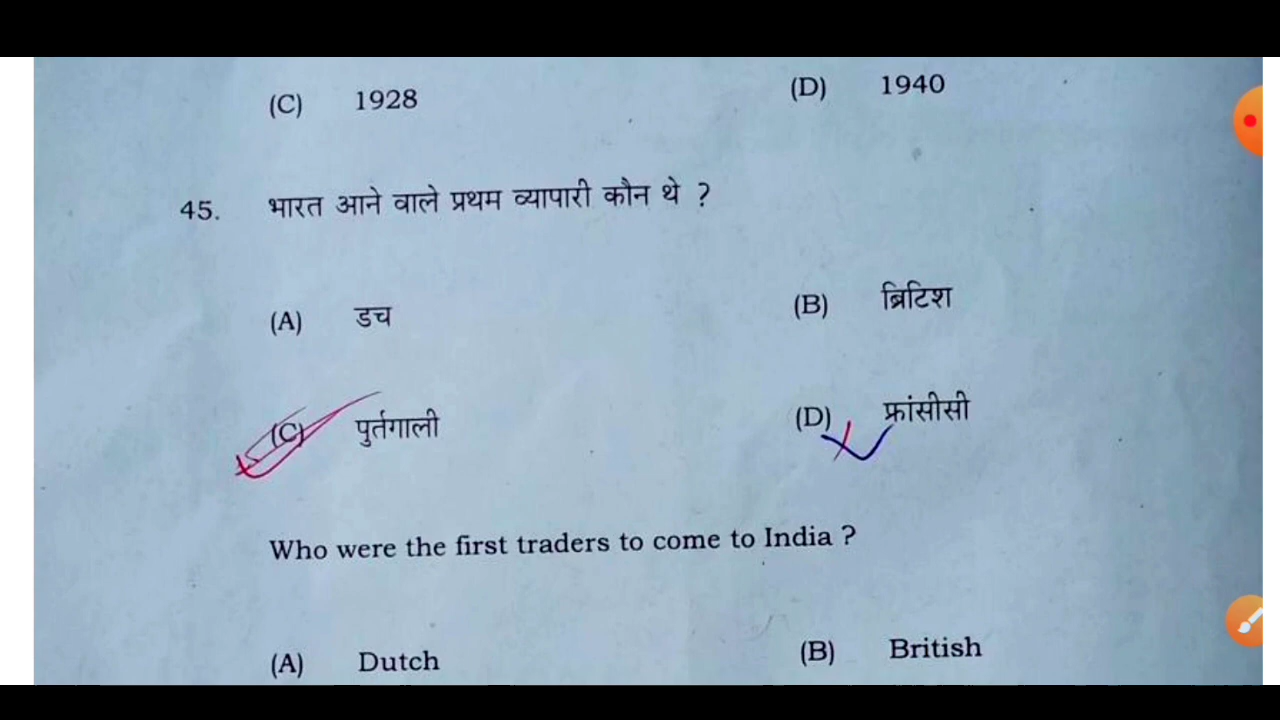 (C) 1928 (D) 1940
45. भारत आने वाले प्रथम व्यापारी कौन थे ?
(A) डच (B) ब्रिटिश
(C) पुर्तगाली (D) फ्रांसीसी
Who were the first traders to come to India ?
(A) Dutch (B) British